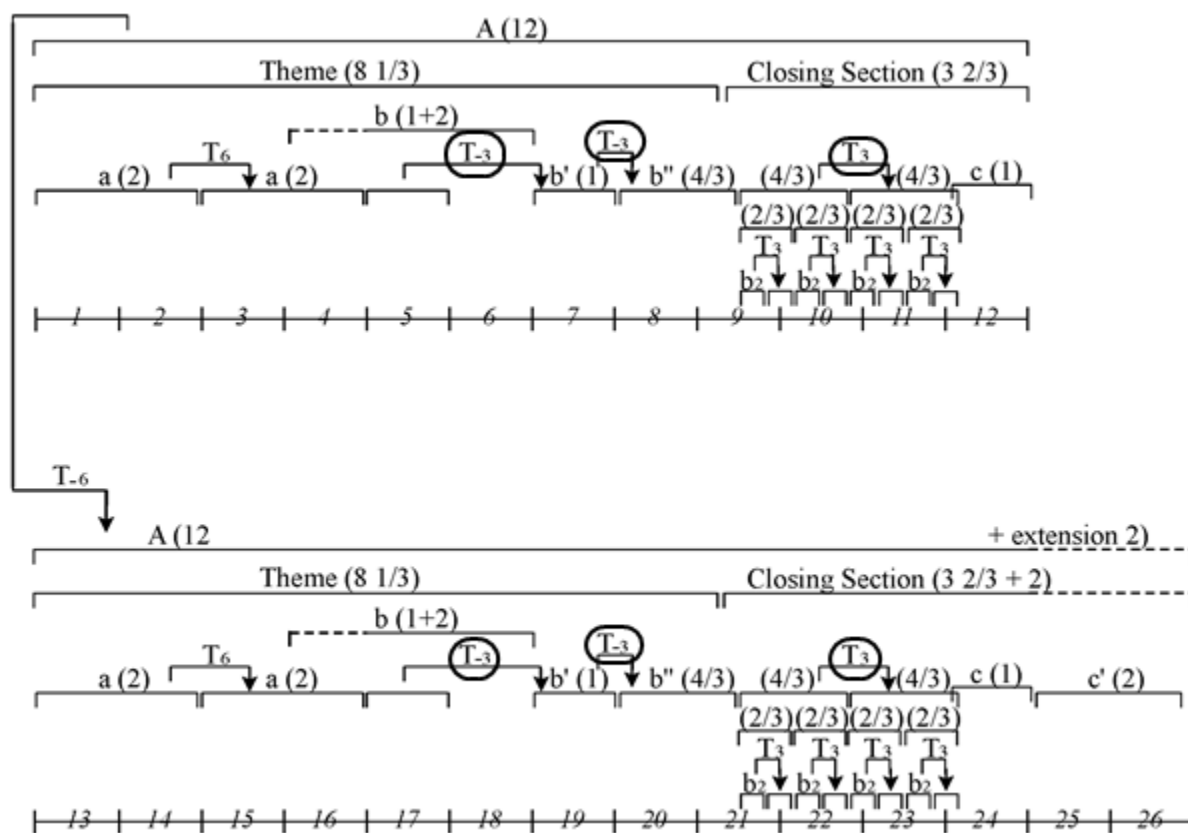 A (12)
Theme (8 1/3) Closing Section (3 2/3)
b (1+2)
T6 T-3 T-3 T3
a (2) a (2) b' (1) b'' (4/3) (4/3) (4/3) c (1)
(2/3) (2/3) (2/3) (2/3)
T3 T3 T3 T3
b2 b2 b2 b2
1 2 3 4 5 6 7 8 9 10 11 12
T-6
A (12 + extension 2)
Theme (8 1/3) Closing Section (3 2/3 + 2)
b (1+2)
T6 T-3 T-3 T3
a (2) a (2) b' (1) b'' (4/3) (4/3) (4/3) c (1) c' (2)
(2/3) (2/3) (2/3) (2/3)
T3 T3 T3 T3
b2 b2 b2 b2
13 14 15 16 17 18 19 20 21 22 23 24 25 26